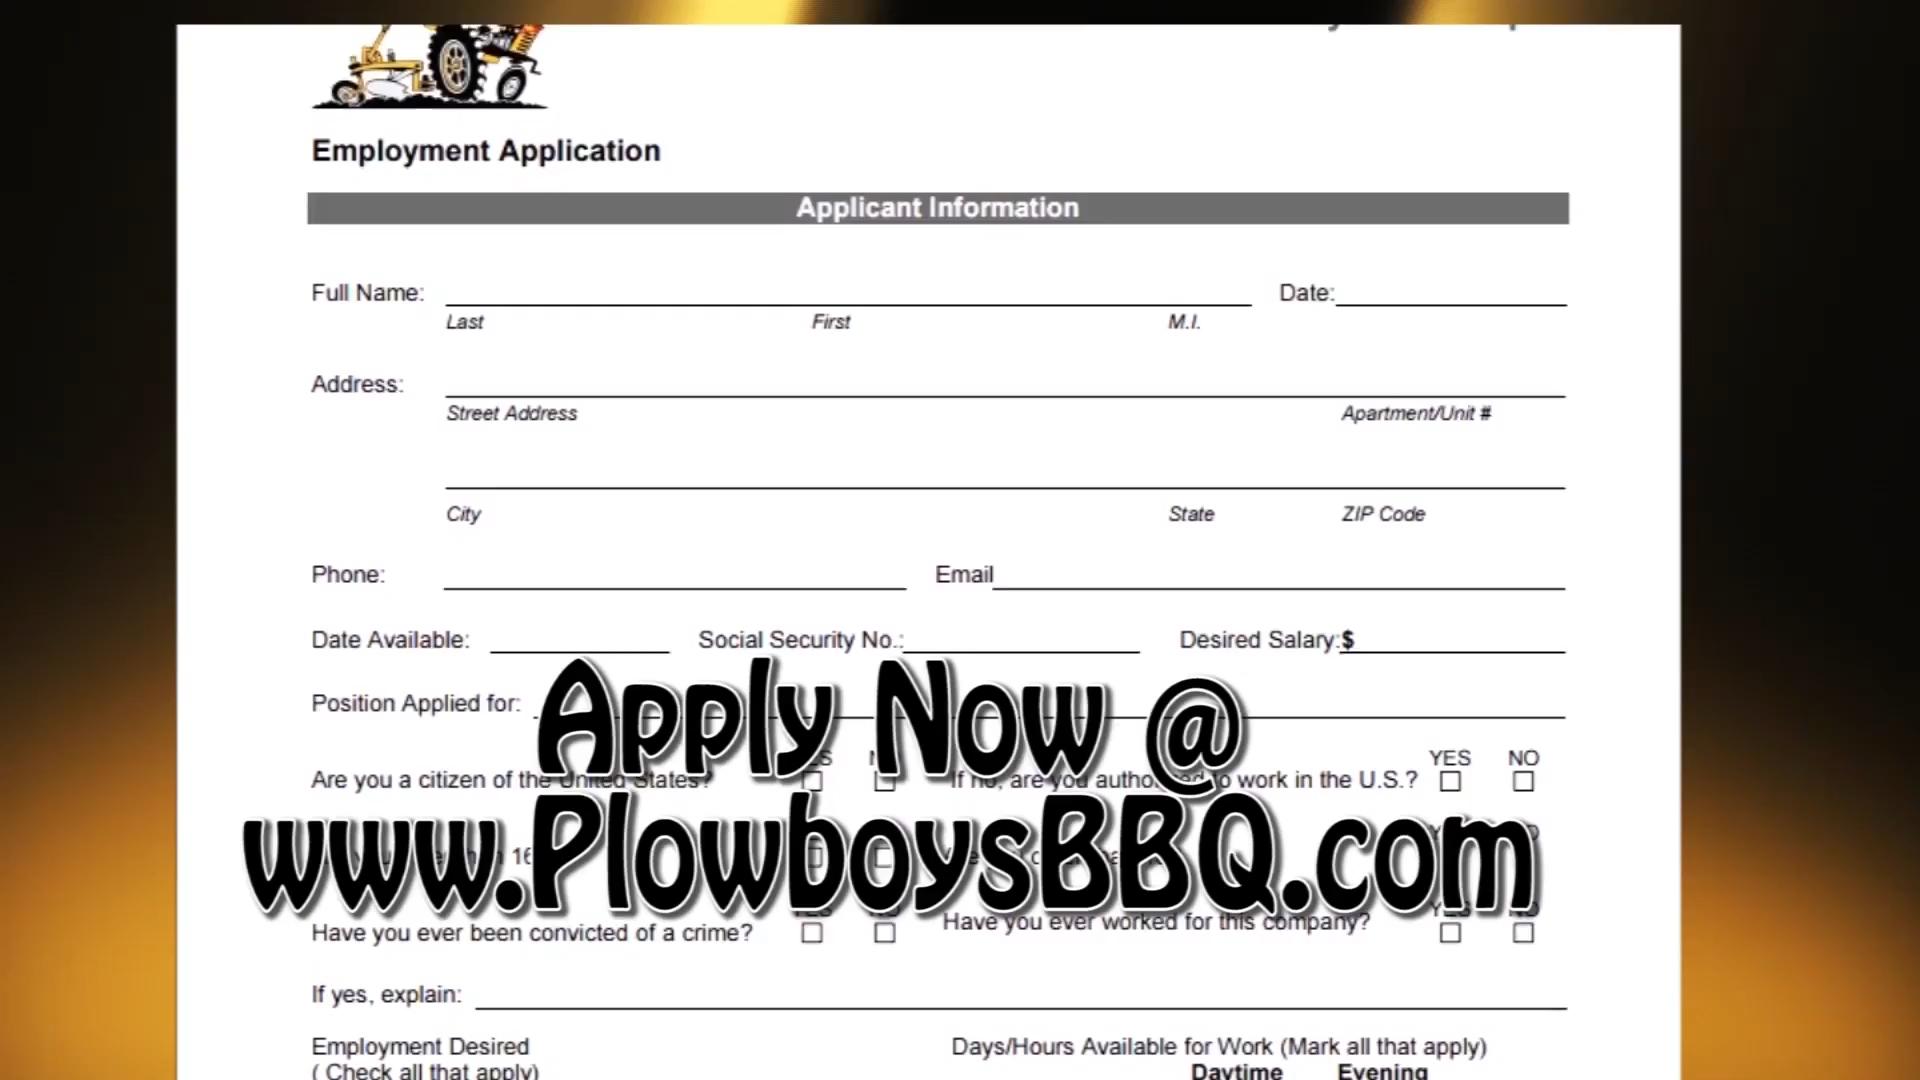 Employment Application
Applicant Information
Full Name: Date:
Last First M.I.
Address:
Street Address Apartment/Unit #
City State ZIP Code
Phone: Email
Date Available: Social Security No.: Desired Salary:$
Position Applied for:
Apply Now @
YES NO
Are you a citizen of the United States? If no, are you to work in the U.S.?
www.PlowboysBBQ.com
Have you ever been convicted of a crime? Have you ever worked for this company?
If yes, explain:
Employment Desired Days/Hours Available for Work (Mark all that apply)
( Check all that apply) Daytime Evening